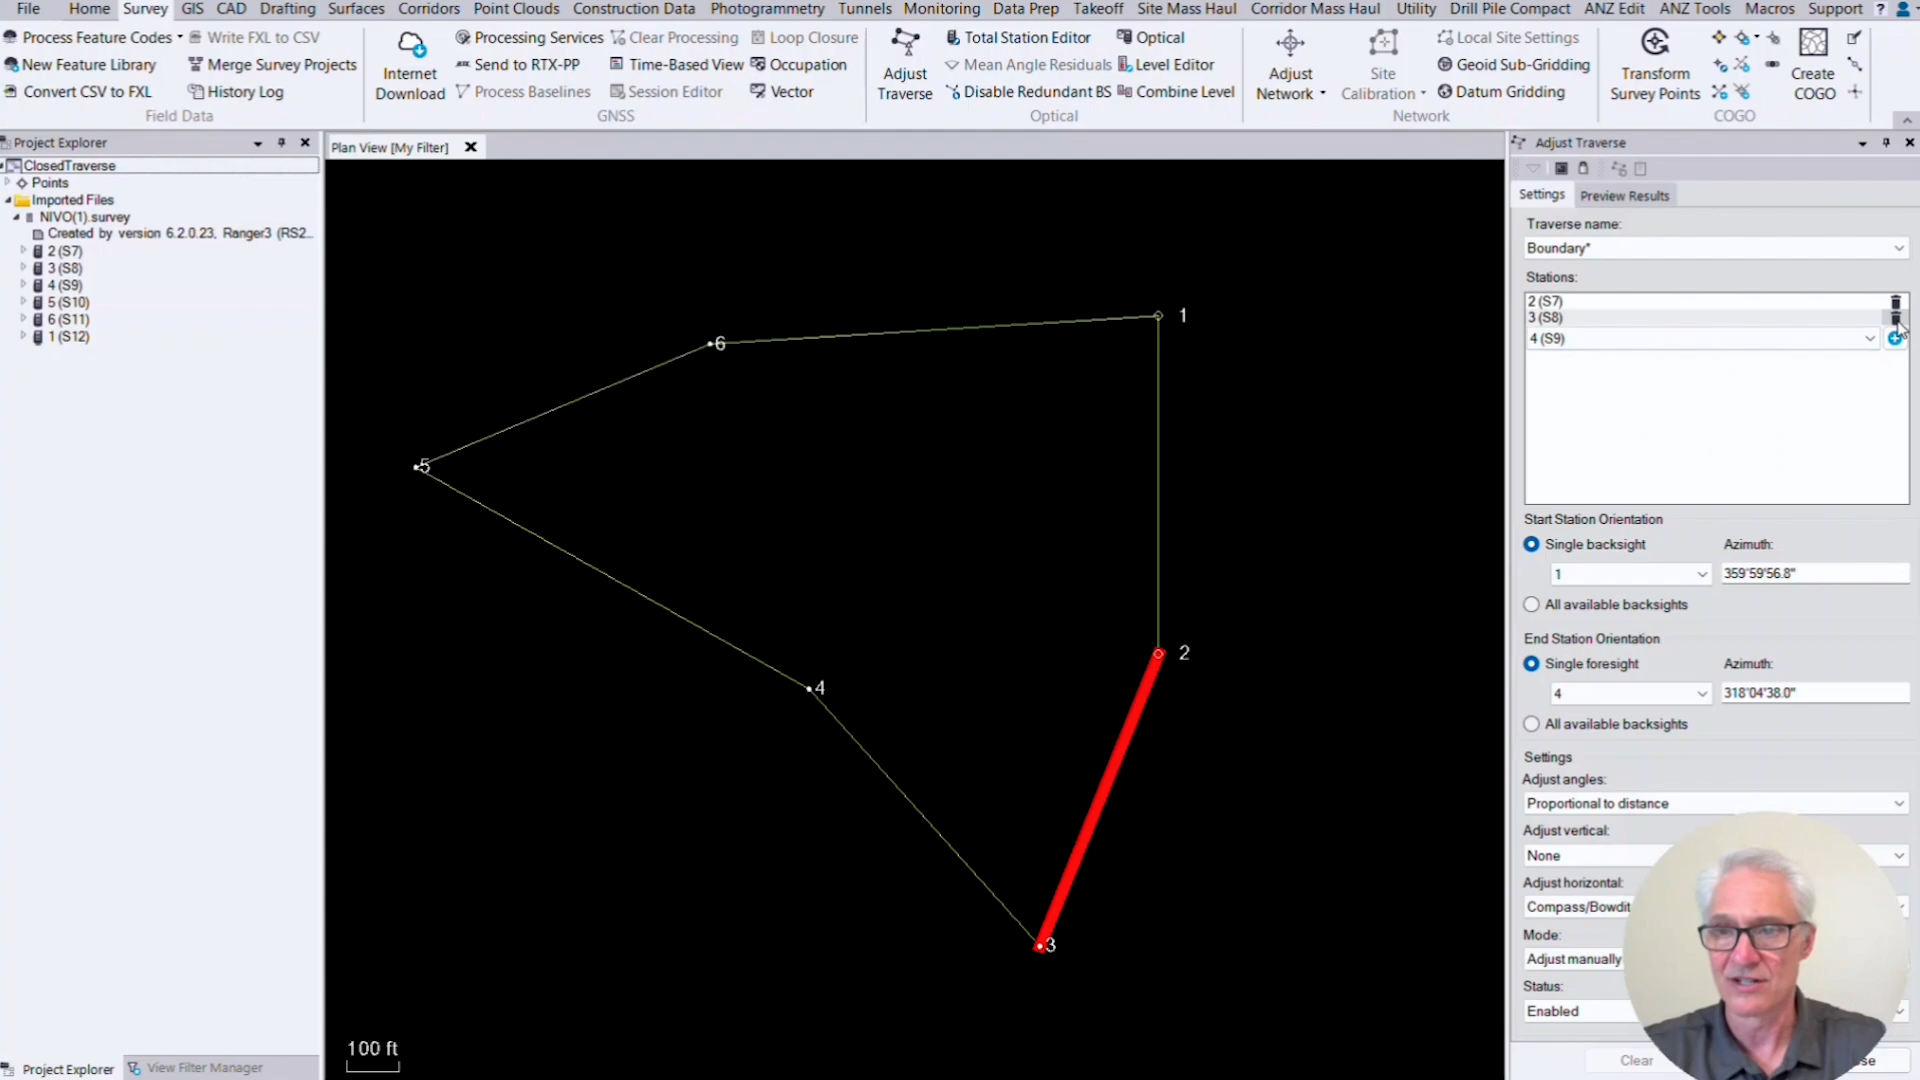 File Home Survey GIS CAD Drafting Surfaces Corridors Point Clouds Construction Data Photogrammetry Tunnels Monitoring Data Prep Takeoff Site Mass Haul Corridor Mass Haul Utility Drill Pile Compact ANZ Edit ANZ Tools Macros Support ?
Process Feature Codes Write FXL to CSV
New Feature Library Merge Survey Projects
Convert CSV to FXL History Log
Field Data
Internet
Download
Processing Services Clear Processing Loop Closure
Send to RTX-PP Time-Based View Occupation
Process Baselines Session Editor Vector
GNSS
Adjust
Traverse
Total Station Editor Optical
Mean Angle Residuals Level Editor
Disable Redundant BS Combine Level
Optical
Adjust
Network
Site
Calibration
Local Site Settings
Geoid Sub-Gridding
Datum Gridding
Network
Transform
Survey Points
Create
COGO
COGO
Project Explorer
ClosedTraverse
Points
Imported Files
NIVO(1).survey
Created by version 6.2.0.23, Ranger3 (RS2...
2 (S7)
3 (S8)
4 (S9)
5 (S10)
6 (S11)
1 (S12)
Project Explorer View Filter Manager
Plan View [My Filter]
1
6
5
2
4
3
100 ft
Adjust Traverse
Settings Preview Results
Traverse name:
Boundary*
Stations:
2 (S7)
3 (S8)
4 (S9)
Start Station Orientation
Single backsight Azimuth:
1 359°59'56.8"
All available backsights
End Station Orientation
Single foresight Azimuth:
4 318°04'38.0"
All available backsights
Settings
Adjust angles:
Proportional to distance
Adjust vertical:
None
Adjust horizontal:
Compass/Bowdit
Mode:
Adjust manually
Status:
Enabled
Clear se